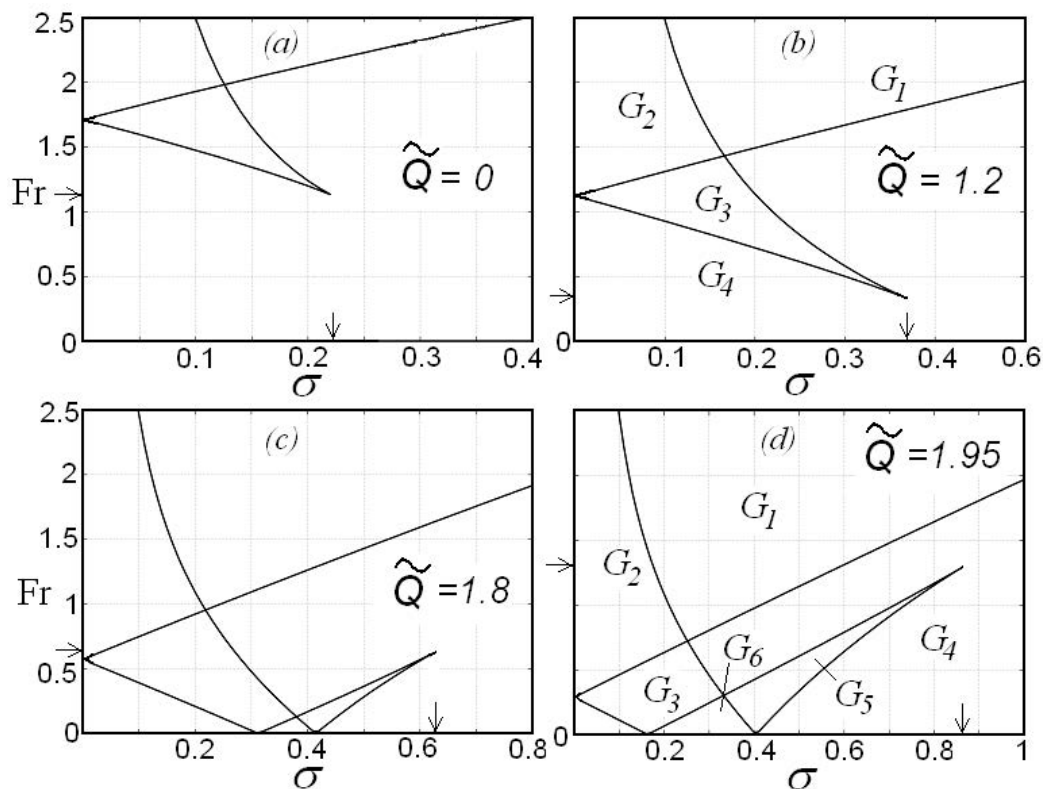 2.5
(a)
2
1.5
Q̃ = 0
Fr
1
0.5
0
0.1
0.2
0.3
0.4
σ
(b)
G₁
G₂
Q̃ = 1.2
G₃
G₄
0
0.1
0.2
0.3
0.4
0.5
0.6
σ
2.5
(c)
2
1.5
Q̃ =1.8
Fr
1
0.5
0
0.2
0.4
0.6
0.8
σ
(d)
Q̃ =1.95
G₁
G₂
G₆
G₄
G₃
G₅
0
0.2
0.4
0.6
0.8
1
σ